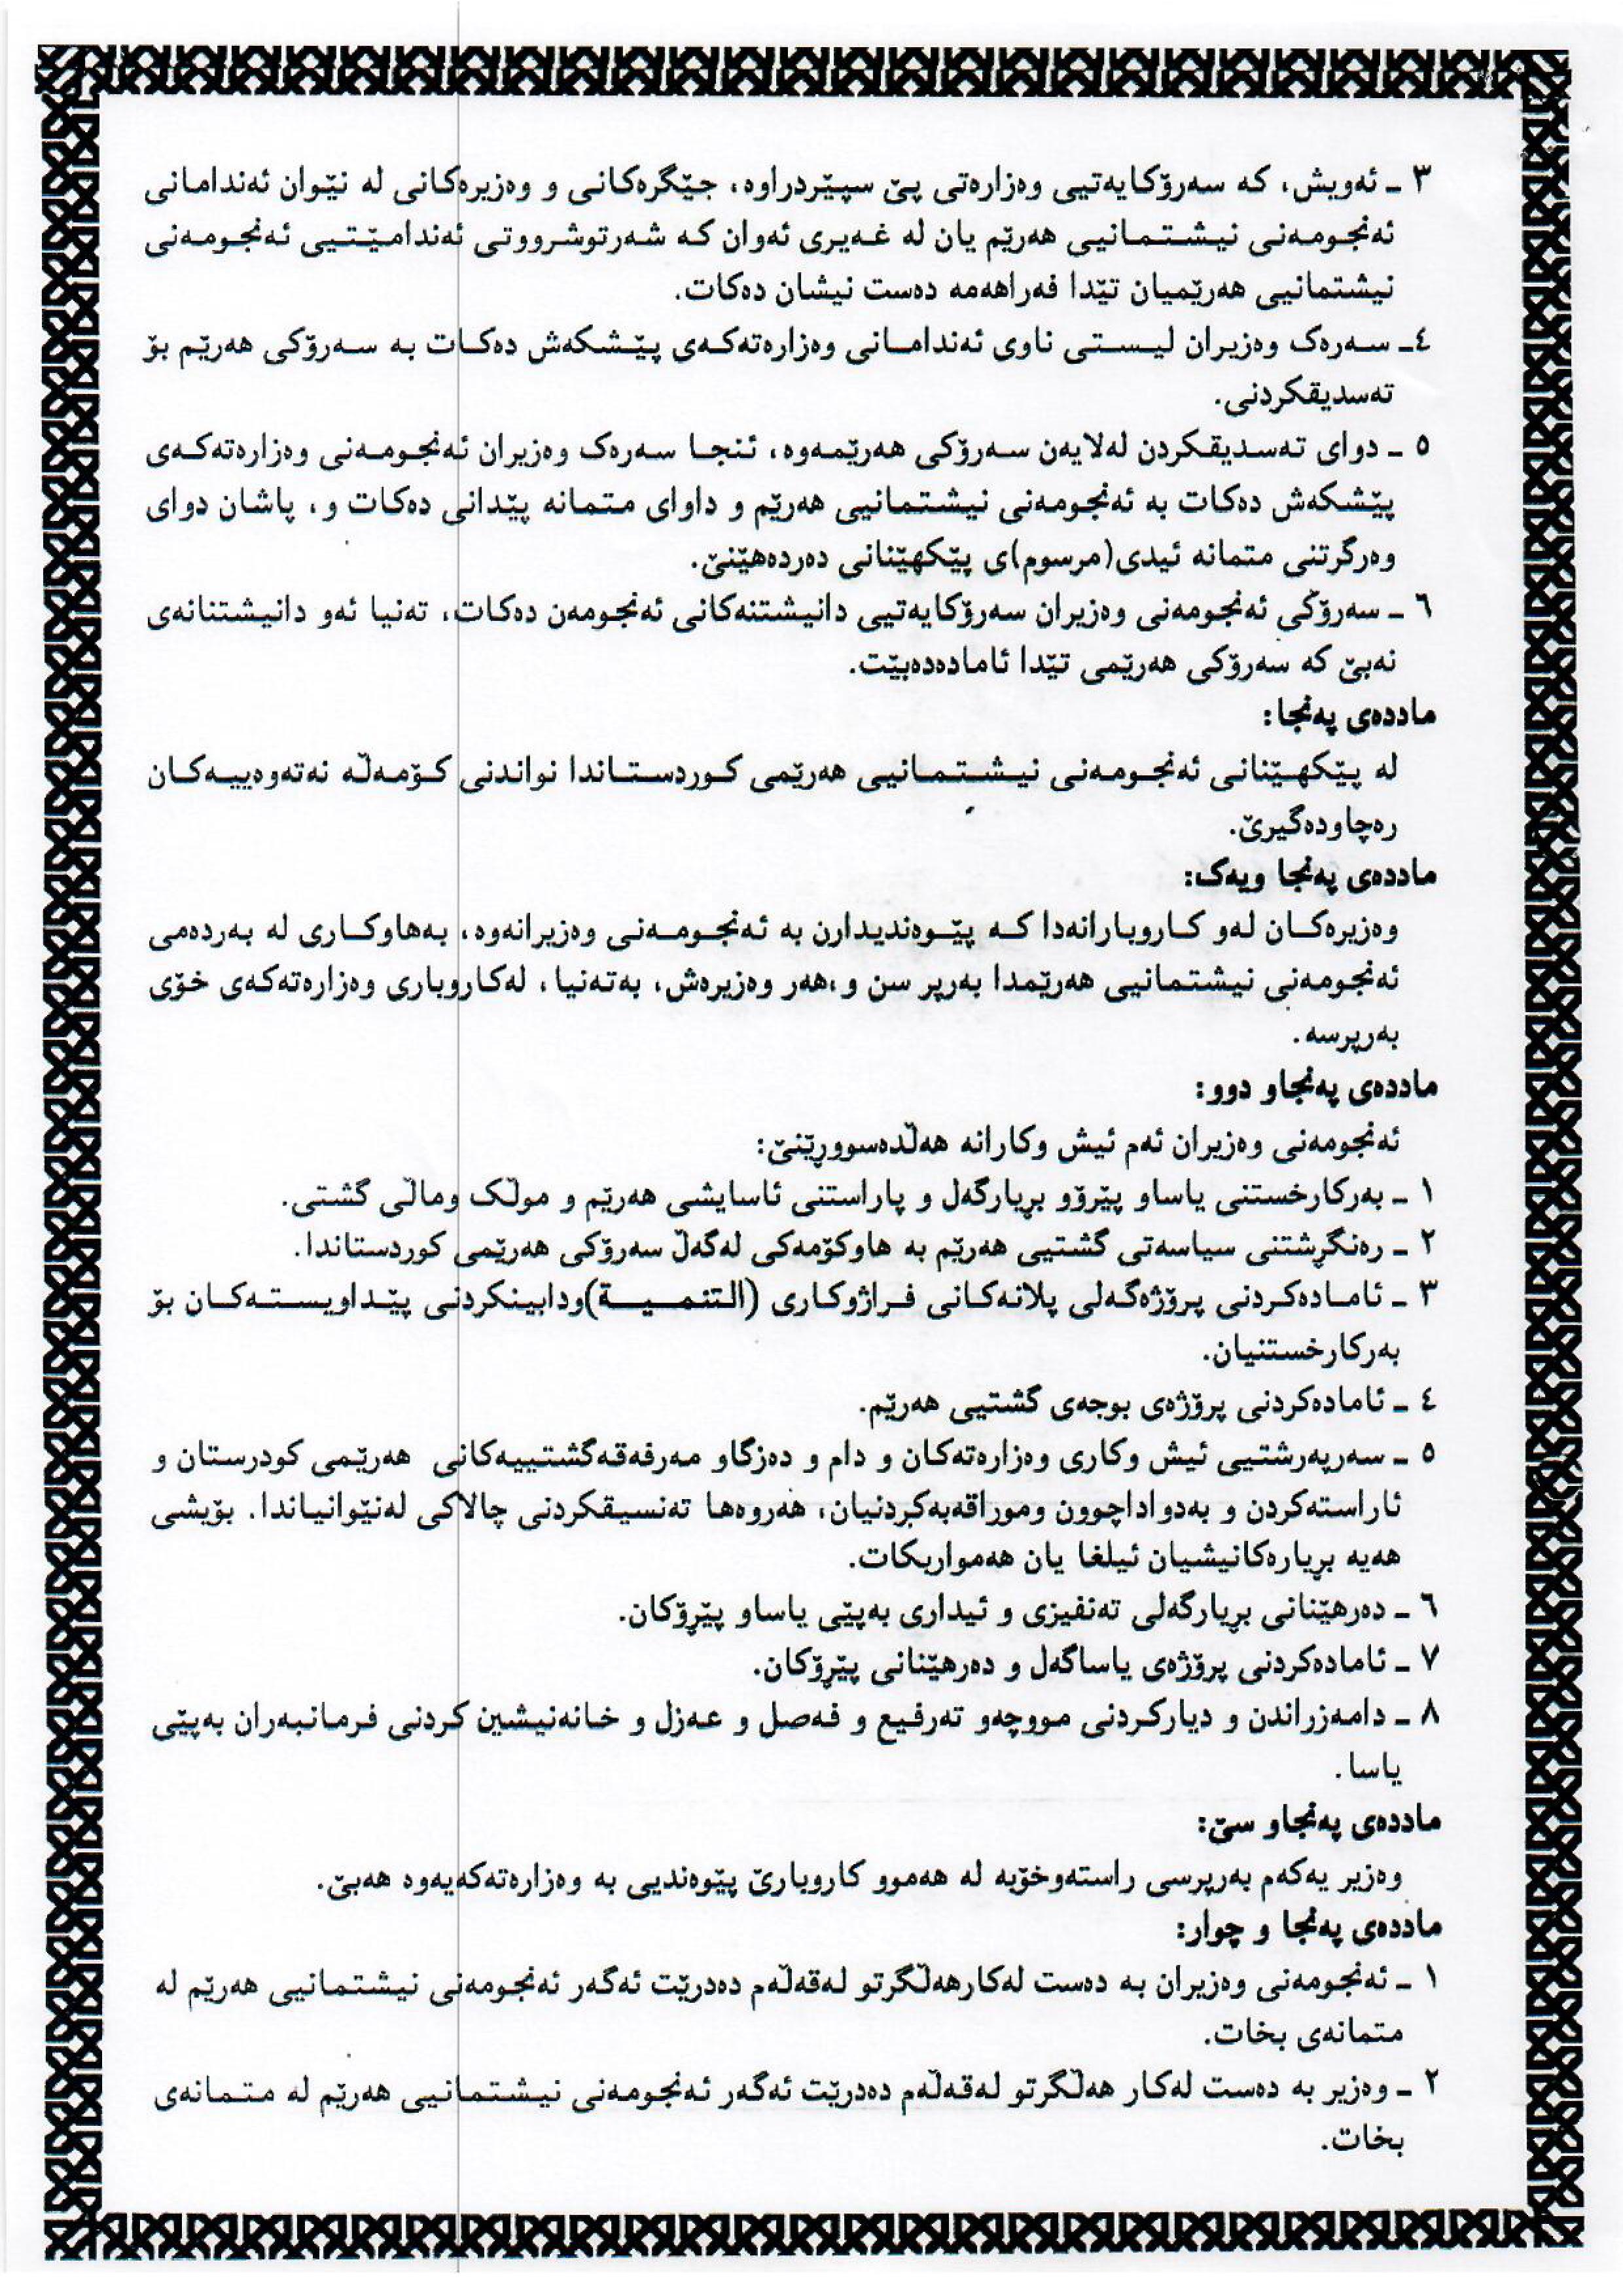 ٣ ـ ئەویش، کە سەرۆکایەتیی وەزارەتی پێ سپێردراوە، جێگرەکانی و وەزیرەکانی لە نێوان ئەندامانی
ئەنجومەنی نیشتمانیی هەرێم یان لە غەیری ئەوان کە شەرتوشرووتی ئەندامێتیی ئەنجومەنی
نیشتمانیی هەرێمیان تێدا فەراهەمە دەست نیشان دەکات.
٤ـ سەرەک وەزیران لیستی ناوی ئەندامانی وەزارەتەکەی پێشکەش دەکات بە سەرۆکی هەرێم بۆ
تەسدیقکردنی.
٥ ـ دوای تەسدیقکردن لەلایەن سەرۆکی هەرێمەوە، ئنجا سەرەک وەزیران ئەنجومەنی وەزارەتەکەی
پێشکەش دەکات بە ئەنجومەنی نیشتمانیی هەرێم و داوای متمانە پێدانی دەکات و، پاشان دوای
وەرگرتنی متمانە ئیدی(مرسوم)ی پێکهێنانی دەردەهێنێ.
٦ ـ سەرۆکی ئەنجومەنی وەزیران سەرۆکایەتیی دانیشتنەکانی ئەنجومەن دەکات، تەنیا ئەو دانیشتنانەی
نەبێ کە سەرۆکی هەرێمی تێدا ئامادەدەبێت.
ماددەی پەنجا:
لە پێکهێنانی ئەنجومەنی نیشتمانیی هەرێمی کوردستاندا نواندنی کۆمەڵە نەتەوەییەکان
رەچاودەگیرێ.
ماددەی پەنجا ویەک:
وەزیرەکان لەو کاروبارانەدا کە پێوەندیدارن بە ئەنجومەنی وەزیرانەوە، بەهاوکاری لە بەردەمی
ئەنجومەنی نیشتمانیی هەرێمدا بەرپر سن و،هەر وەزیرەش، بەتەنیا، لەکاروباری وەزارەتەکەی خۆی
بەرپرسە.
ماددەی پەنجاو دوو:
ئەنجومەنی وەزیران ئەم ئیش وکارانە هەڵدەسووڕێنێ:
١ ـ بەرکارخستنی یاساو پێرۆو بڕیارگەل و پاراستنی ئاسایشی هەرێم و موڵک وماڵی گشتی.
٢ ـ رەنگڕشتنی سیاسەتی گشتیی هەرێم بە هاوکۆمەکی لەگەڵ سەرۆکی هەرێمی کوردستاندا.
٣ ـ ئامادەکردنی پرۆژەگەلی پلانەکانی فراژوکاری (التنمیة)ودابینکردنی پێداویستەکان بۆ
بەرکارخستنیان.
٤ ـ ئامادەکردنی پرۆژەی بوجەی گشتیی هەرێم.
٥ ـ سەرپەرشتیی ئیش وکاری وەزارەتەکان و دام و دەزگاو مەرفەقەگشتییەکانی هەرێمی کودرستان و
ئاراستەکردن و بەدواداچوون وموراقەبەکردنیان، هەروەها تەنسیقکردنی چالاکی لەنێوانیاندا. بۆیشی
هەیە بڕیارەکانیشیان ئیلغا یان هەمواربکات.
٦ ـ دەرهێنانی بڕیارگەلی تەنفیزی و ئیداری بەپێی یاساو پێڕۆکان.
٧ ـ ئامادەکردنی پرۆژەی یاساگەل و دەرهێنانی پێڕۆکان.
٨ ـ دامەزراندن و دیارکردنی مووچەو تەرفیع و فەصل و عەزل و خانەنیشین کردنی فرمانبەران بەپێی
یاسا.
ماددەی پەنجاو سێ:
وەزیر یەکەم بەرپرسی راستەوخۆیە لە هەموو کاروبارێ پێوەندیی بە وەزارەتەکەیەوە هەبێ.
ماددەی پەنجا و چوار:
١ ـ ئەنجومەنی وەزیران بە دەست لەکارهەڵگرتو لەقەڵەم دەدرێت ئەگەر ئەنجومەنی نیشتمانیی هەرێم لە
متمانەی بخات.
٢ ـ وەزیر بە دەست لەکار هەڵگرتو لەقەڵەم دەدرێت ئەگەر ئەنجومەنی نیشتمانیی هەرێم لە متمانەی
بخات.